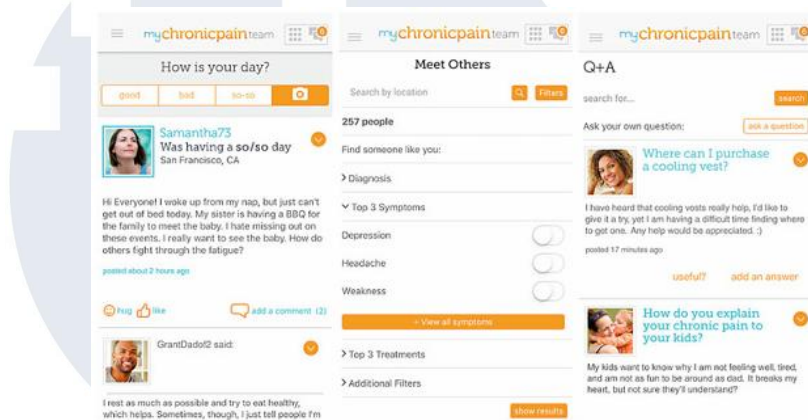 mychronicpainteam
How is your day?
good bad so-so
Samantha73
Was having a so/so day
San Francisco, CA
Hi Everyone! I woke up from my nap, but just can't
get out of bed today. My sister is having a BBQ for
the family to meet the baby. I hate missing out on
these events. I really want to see the baby. How do
others fight through the fatigue?
posted about 2 hours ago
hug like add a comment (2)
GrantDadof2 said:
I rest as much as possible and try to eat healthy,
which helps. Sometimes, though, I just tell people I'm
mychronicpainteam
Meet Others
Search by location Filters
257 people
Find someone like you:
> Diagnosis
Top 3 Symptoms
Depression
Headache
Weakness
View all symptoms
> Top 3 Treatments
> Additional Filters
show results
mychronicpainteam
Q+A
search for... search
Ask your own question: ask a question
Where can I purchase
a cooling vest?
I have heard that cooling vests really help, I'd like to
give it a try, yet I am having a difficult time finding where
to get one. Any help would be appreciated. :)
posted 17 minutes ago
useful? add an answer
How do you explain
your chronic pain to
your kids?
My kids want to know why I am not feeling well, tired,
and am not as fun to be around as dad. It breaks my
heart, but not sure they'll understand?